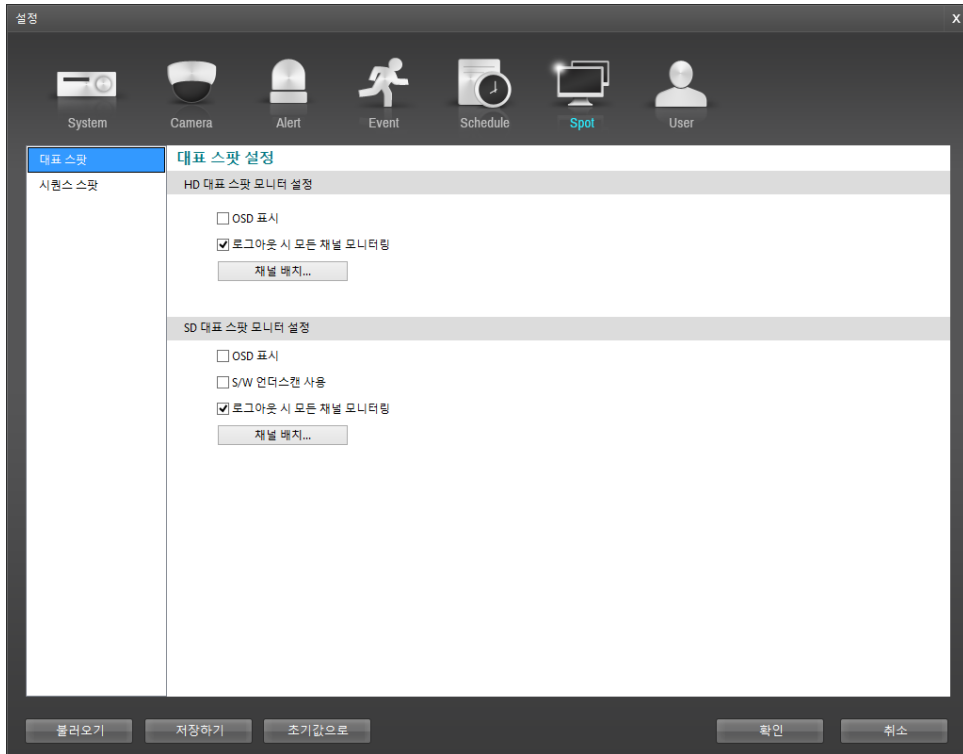 설정
X
System
Camera
Alert
Event
Schedule
Spot
User
대표 스팟
시퀀스 스팟
대표 스팟 설정
HD 대표 스팟 모니터 설정
OSD 표시
로그아웃 시 모든 채널 모니터링
채널 배치...
SD 대표 스팟 모니터 설정
OSD 표시
S/W 언더스캔 사용
로그아웃 시 모든 채널 모니터링
채널 배치...
불러오기
저장하기
초기값으로
확인
취소